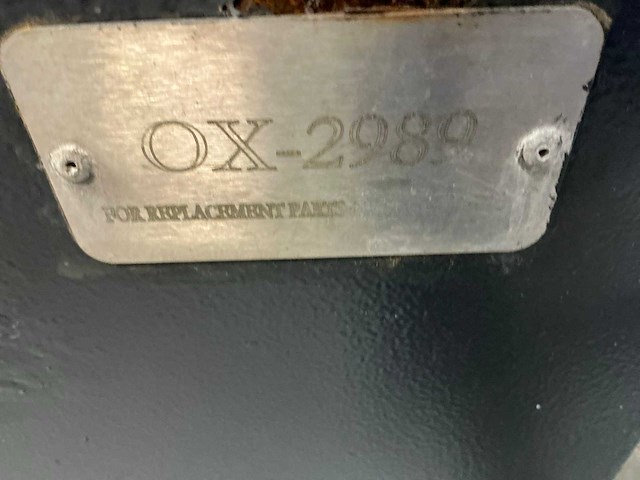 OX-2989
FOR REPLACEMENT PARTS